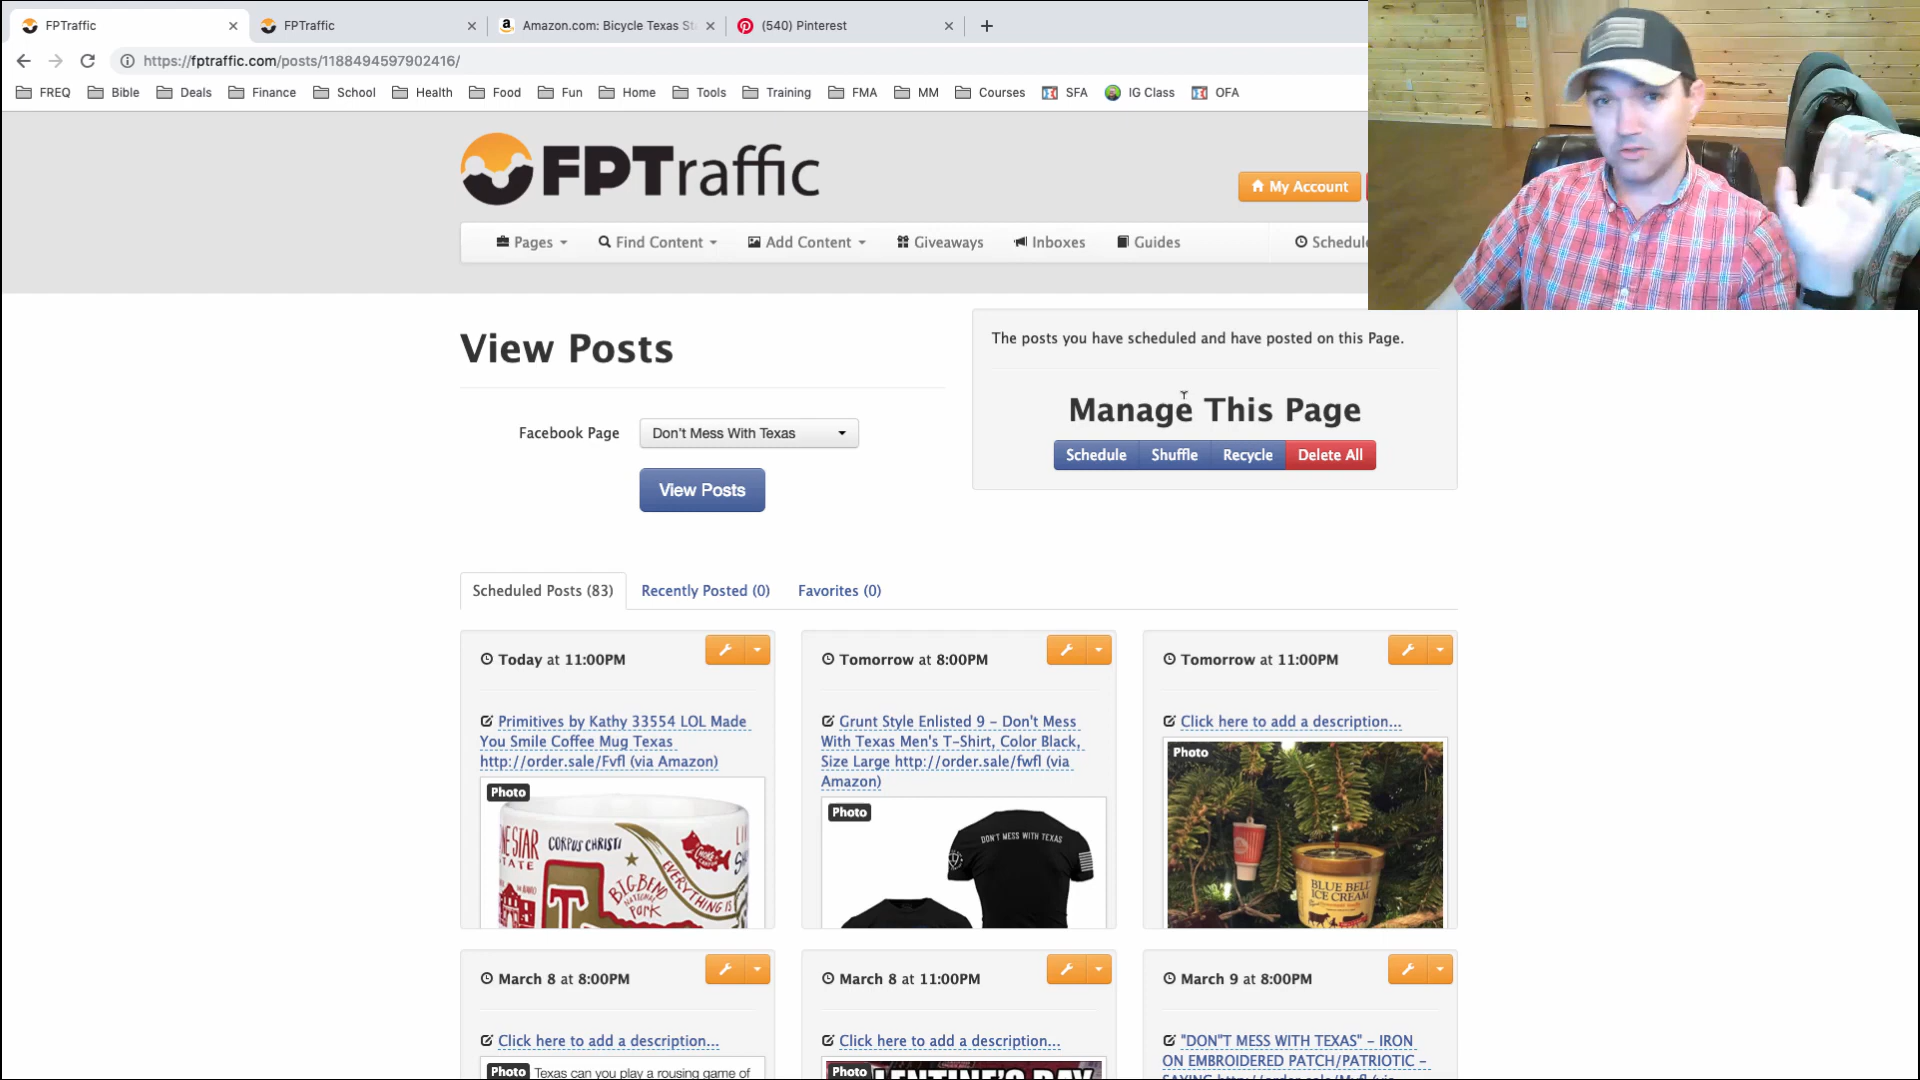 FPTraffic
FPTraffic
Amazon.com: Bicycle Texas St
(540) Pinterest
https://fptraffic.com/posts/1188494597902416/
FREQ Bible Deals Finance School Health Food Fun Home Tools Training FMA MM Courses SFA IG Class OFA
FPTraffic
My Account
Pages Find Content Add Content Giveaways Inboxes Guides Schedule
View Posts
The posts you have scheduled and have posted on this Page.
Manage This Page
Facebook Page Don't Mess With Texas
Schedule Shuffle Recycle Delete All
View Posts
Scheduled Posts (83) Recently Posted (0) Favorites (0)
Today at 11:00PM
Primitives by Kathy 33554 LOL Made
You Smile Coffee Mug Texas
http://order.sale/Fvfl (via Amazon)
Photo
CORPUS CHRISTI
BIG BEND
NATIONAL
PARK
EVERYTHING IS
Tomorrow at 8:00PM
Grunt Style Enlisted 9 – Don't Mess
With Texas Men's T-Shirt, Color Black,
Size Large http://order.sale/fwfl (via
Amazon)
Photo
DON'T MESS WITH TEXAS
Tomorrow at 11:00PM
Click here to add a description...
Photo
BLUE BELL
ICE CREAM
March 8 at 8:00PM
Click here to add a description...
Photo
Texas can you play a rousing game of
March 8 at 11:00PM
Click here to add a description...
Photo
March 9 at 8:00PM
"DON"T MESS WITH TEXAS" – IRON
ON EMBROIDERED PATCH/PATRIOTIC –